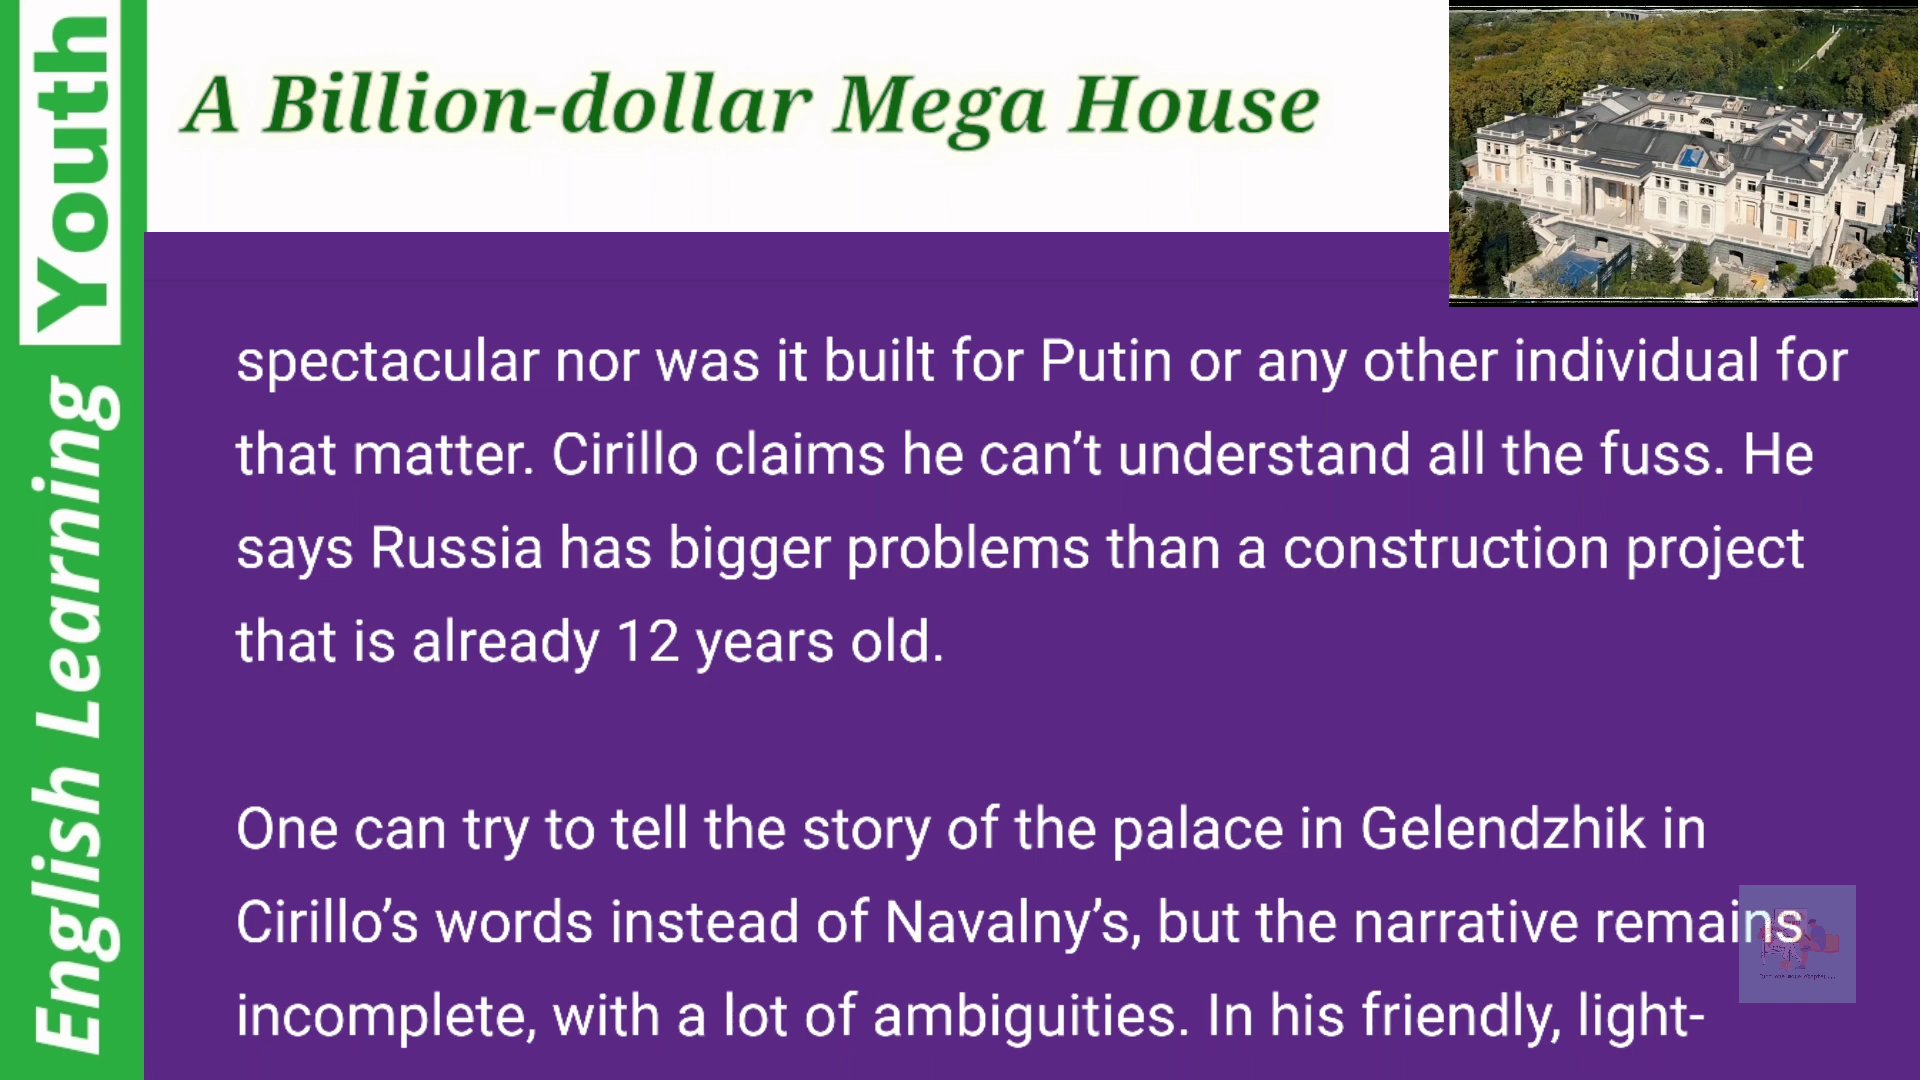 English Learning Youth
A Billion-dollar Mega House
spectacular nor was it built for Putin or any other individual for
that matter. Cirillo claims he can’t understand all the fuss. He
says Russia has bigger problems than a construction project
that is already 12 years old.
One can try to tell the story of the palace in Gelendzhik in
Cirillo’s words instead of Navalny’s, but the narrative remains
incomplete, with a lot of ambiguities. In his friendly, light-